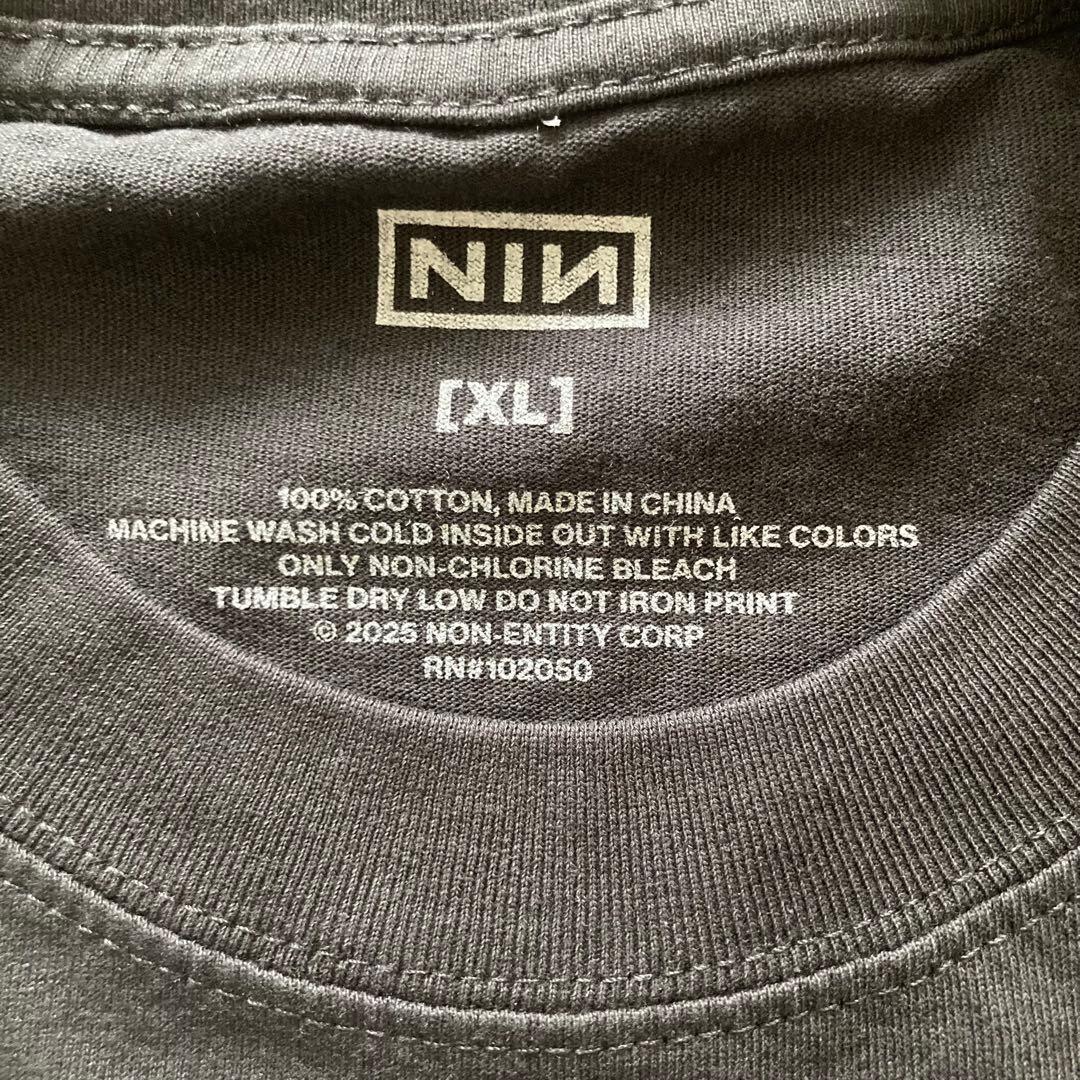 NIИ
[XL]
100% COTTON, MADE IN CHINA
MACHINE WASH COLD INSIDE OUT WITH LIKE COLORS
ONLY NON-CHLORINE BLEACH
TUMBLE DRY LOW DO NOT IRON PRINT
© 2025 NON-ENTITY CORP
RN#102050